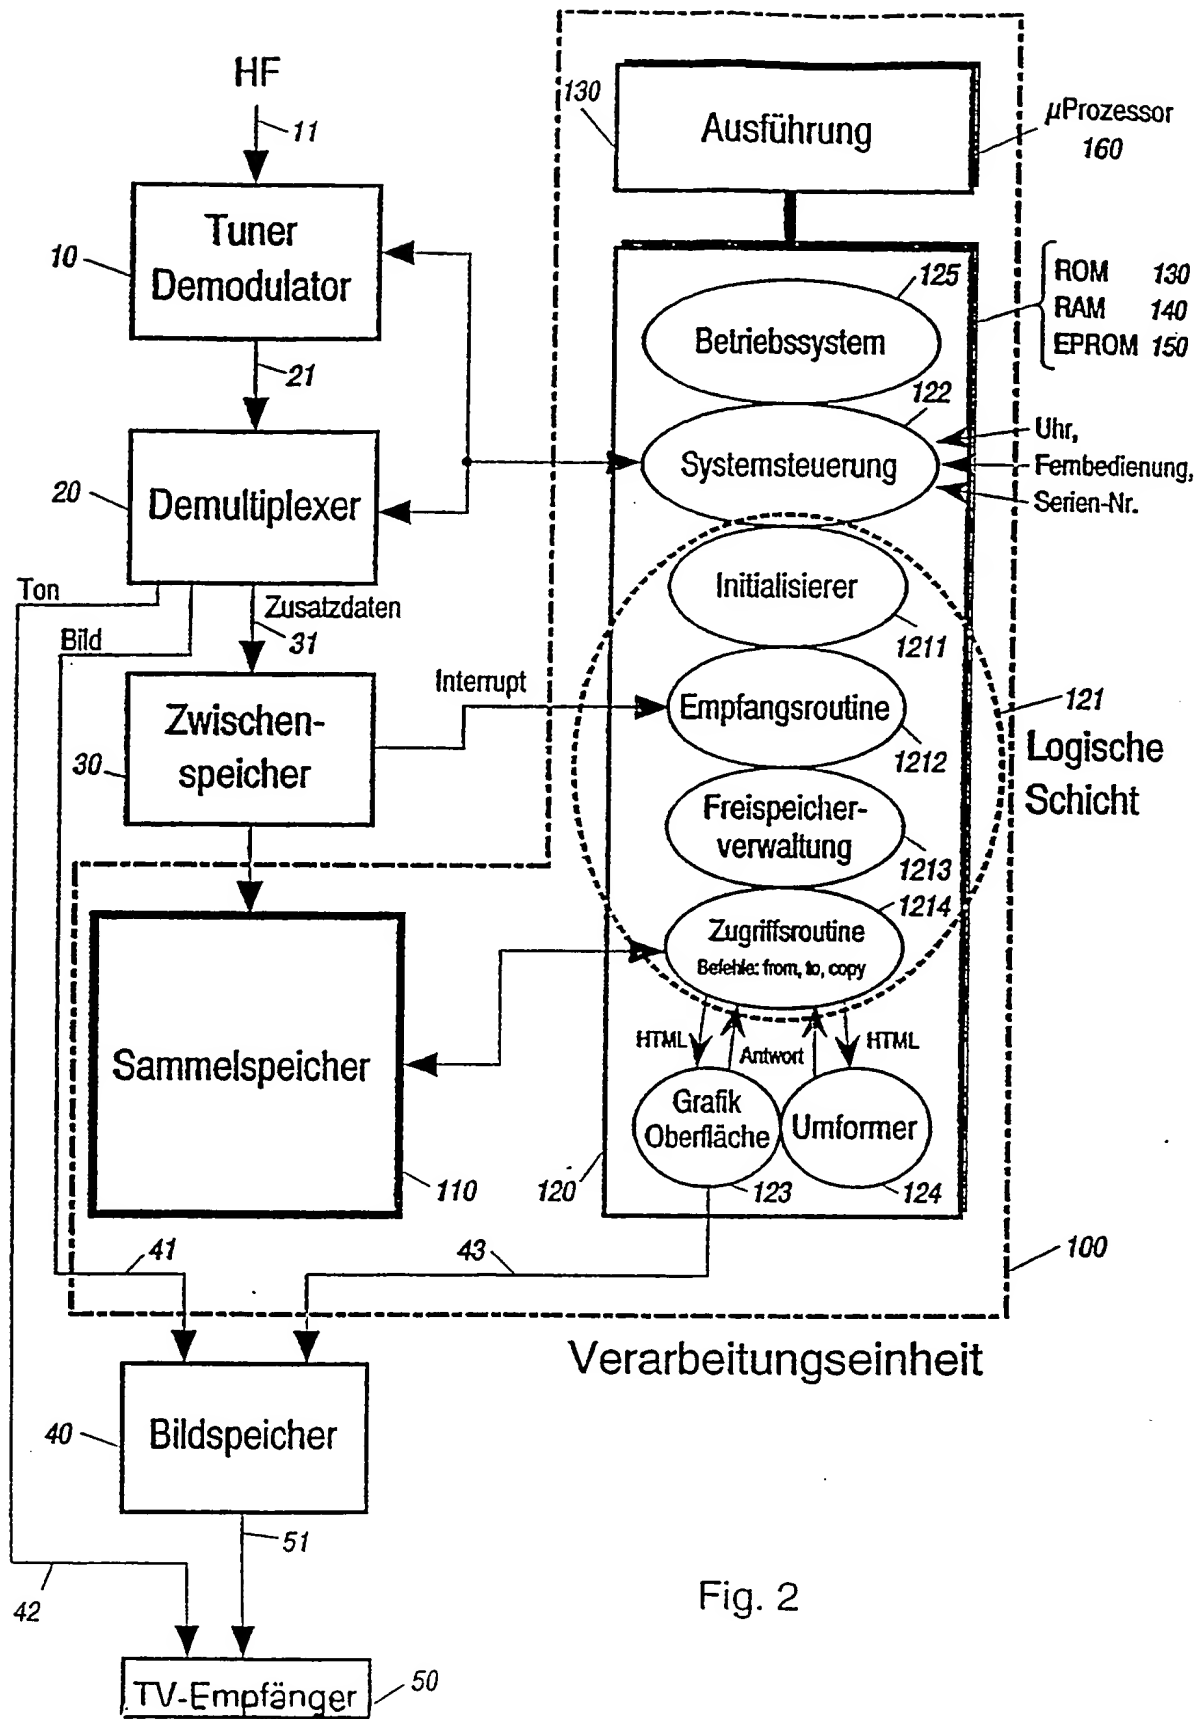 HF
11
Tuner
Demodulator
10
21
Demultiplexer
20
Ton
Bild
Zusatzdaten
31
Zwischen-
speicher
30
Interrupt
Sammelspeicher
110
41
43
Bildspeicher
40
51
42
TV-Empfänger
50
130
Ausführung
µProzessor
160
ROM 130
RAM 140
EPROM 150
125
Betriebssystem
122
Systemsteuerung
Uhr,
Fernbedienung,
Serien-Nr.
Initialisierer
1211
Empfangsroutine
1212
121
Logische
Schicht
Freispeicher-
verwaltung
1213
1214
Zugriffsroutine
Befehle: from, to, copy
HTML
Antwort
HTML
Grafik
Oberfläche
Umformer
120
123
124
100
Verarbeitungseinheit
Fig. 2